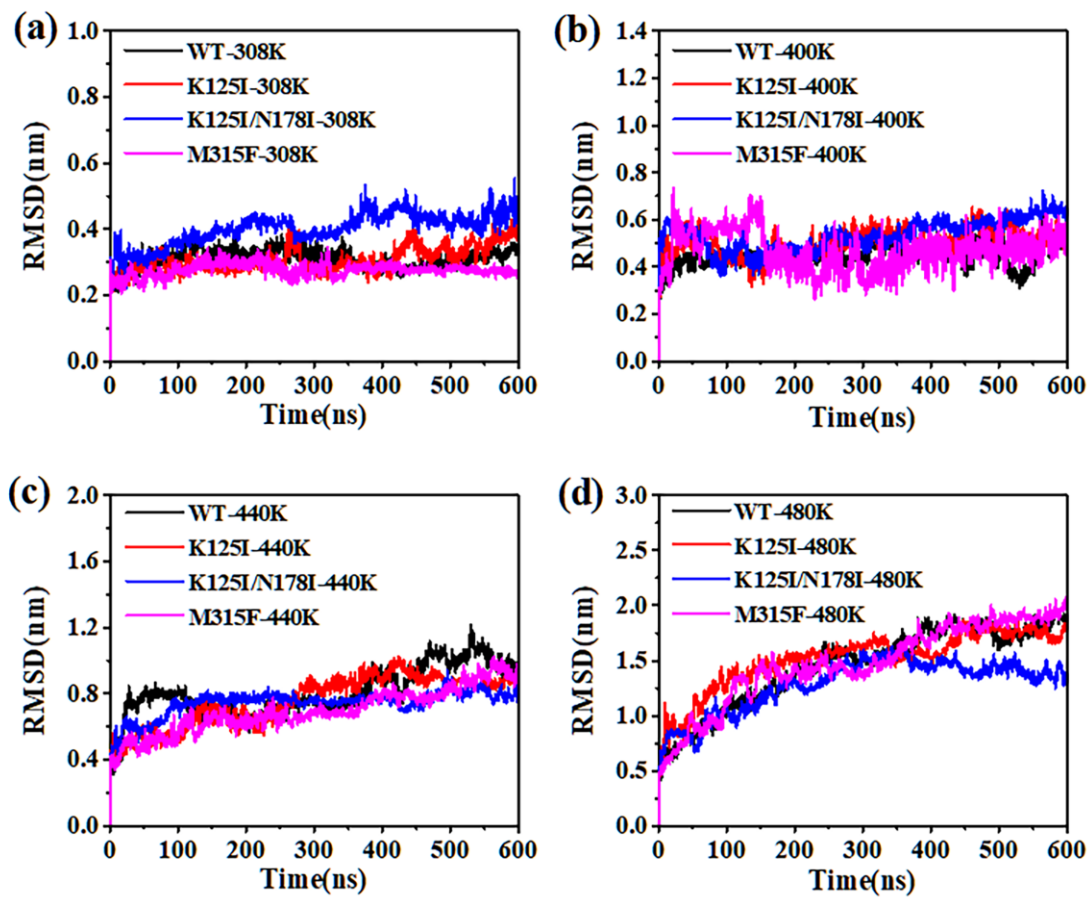 (a)
1.0
0.8
0.6
0.4
0.2
0.0
RMSD(nm)
WT-308K
K125I-308K
K125I/N178I-308K
M315F-308K
0 100 200 300 400 500 600
Time(ns)
(b)
1.4
1.2
1.0
0.8
0.6
0.4
0.2
0.0
RMSD(nm)
WT-400K
K125I-400K
K125I/N178I-400K
M315F-400K
0 100 200 300 400 500 600
Time(ns)
(c)
2.0
1.6
1.2
0.8
0.4
0.0
RMSD(nm)
WT-440K
K125I-440K
K125I/N178I-440K
M315F-440K
0 100 200 300 400 500 600
Time(ns)
(d)
3.0
2.5
2.0
1.5
1.0
0.5
0.0
RMSD(nm)
WT-480K
K125I-480K
K125I/N178I-480K
M315F-480K
0 100 200 300 400 500 600
Time(ns)